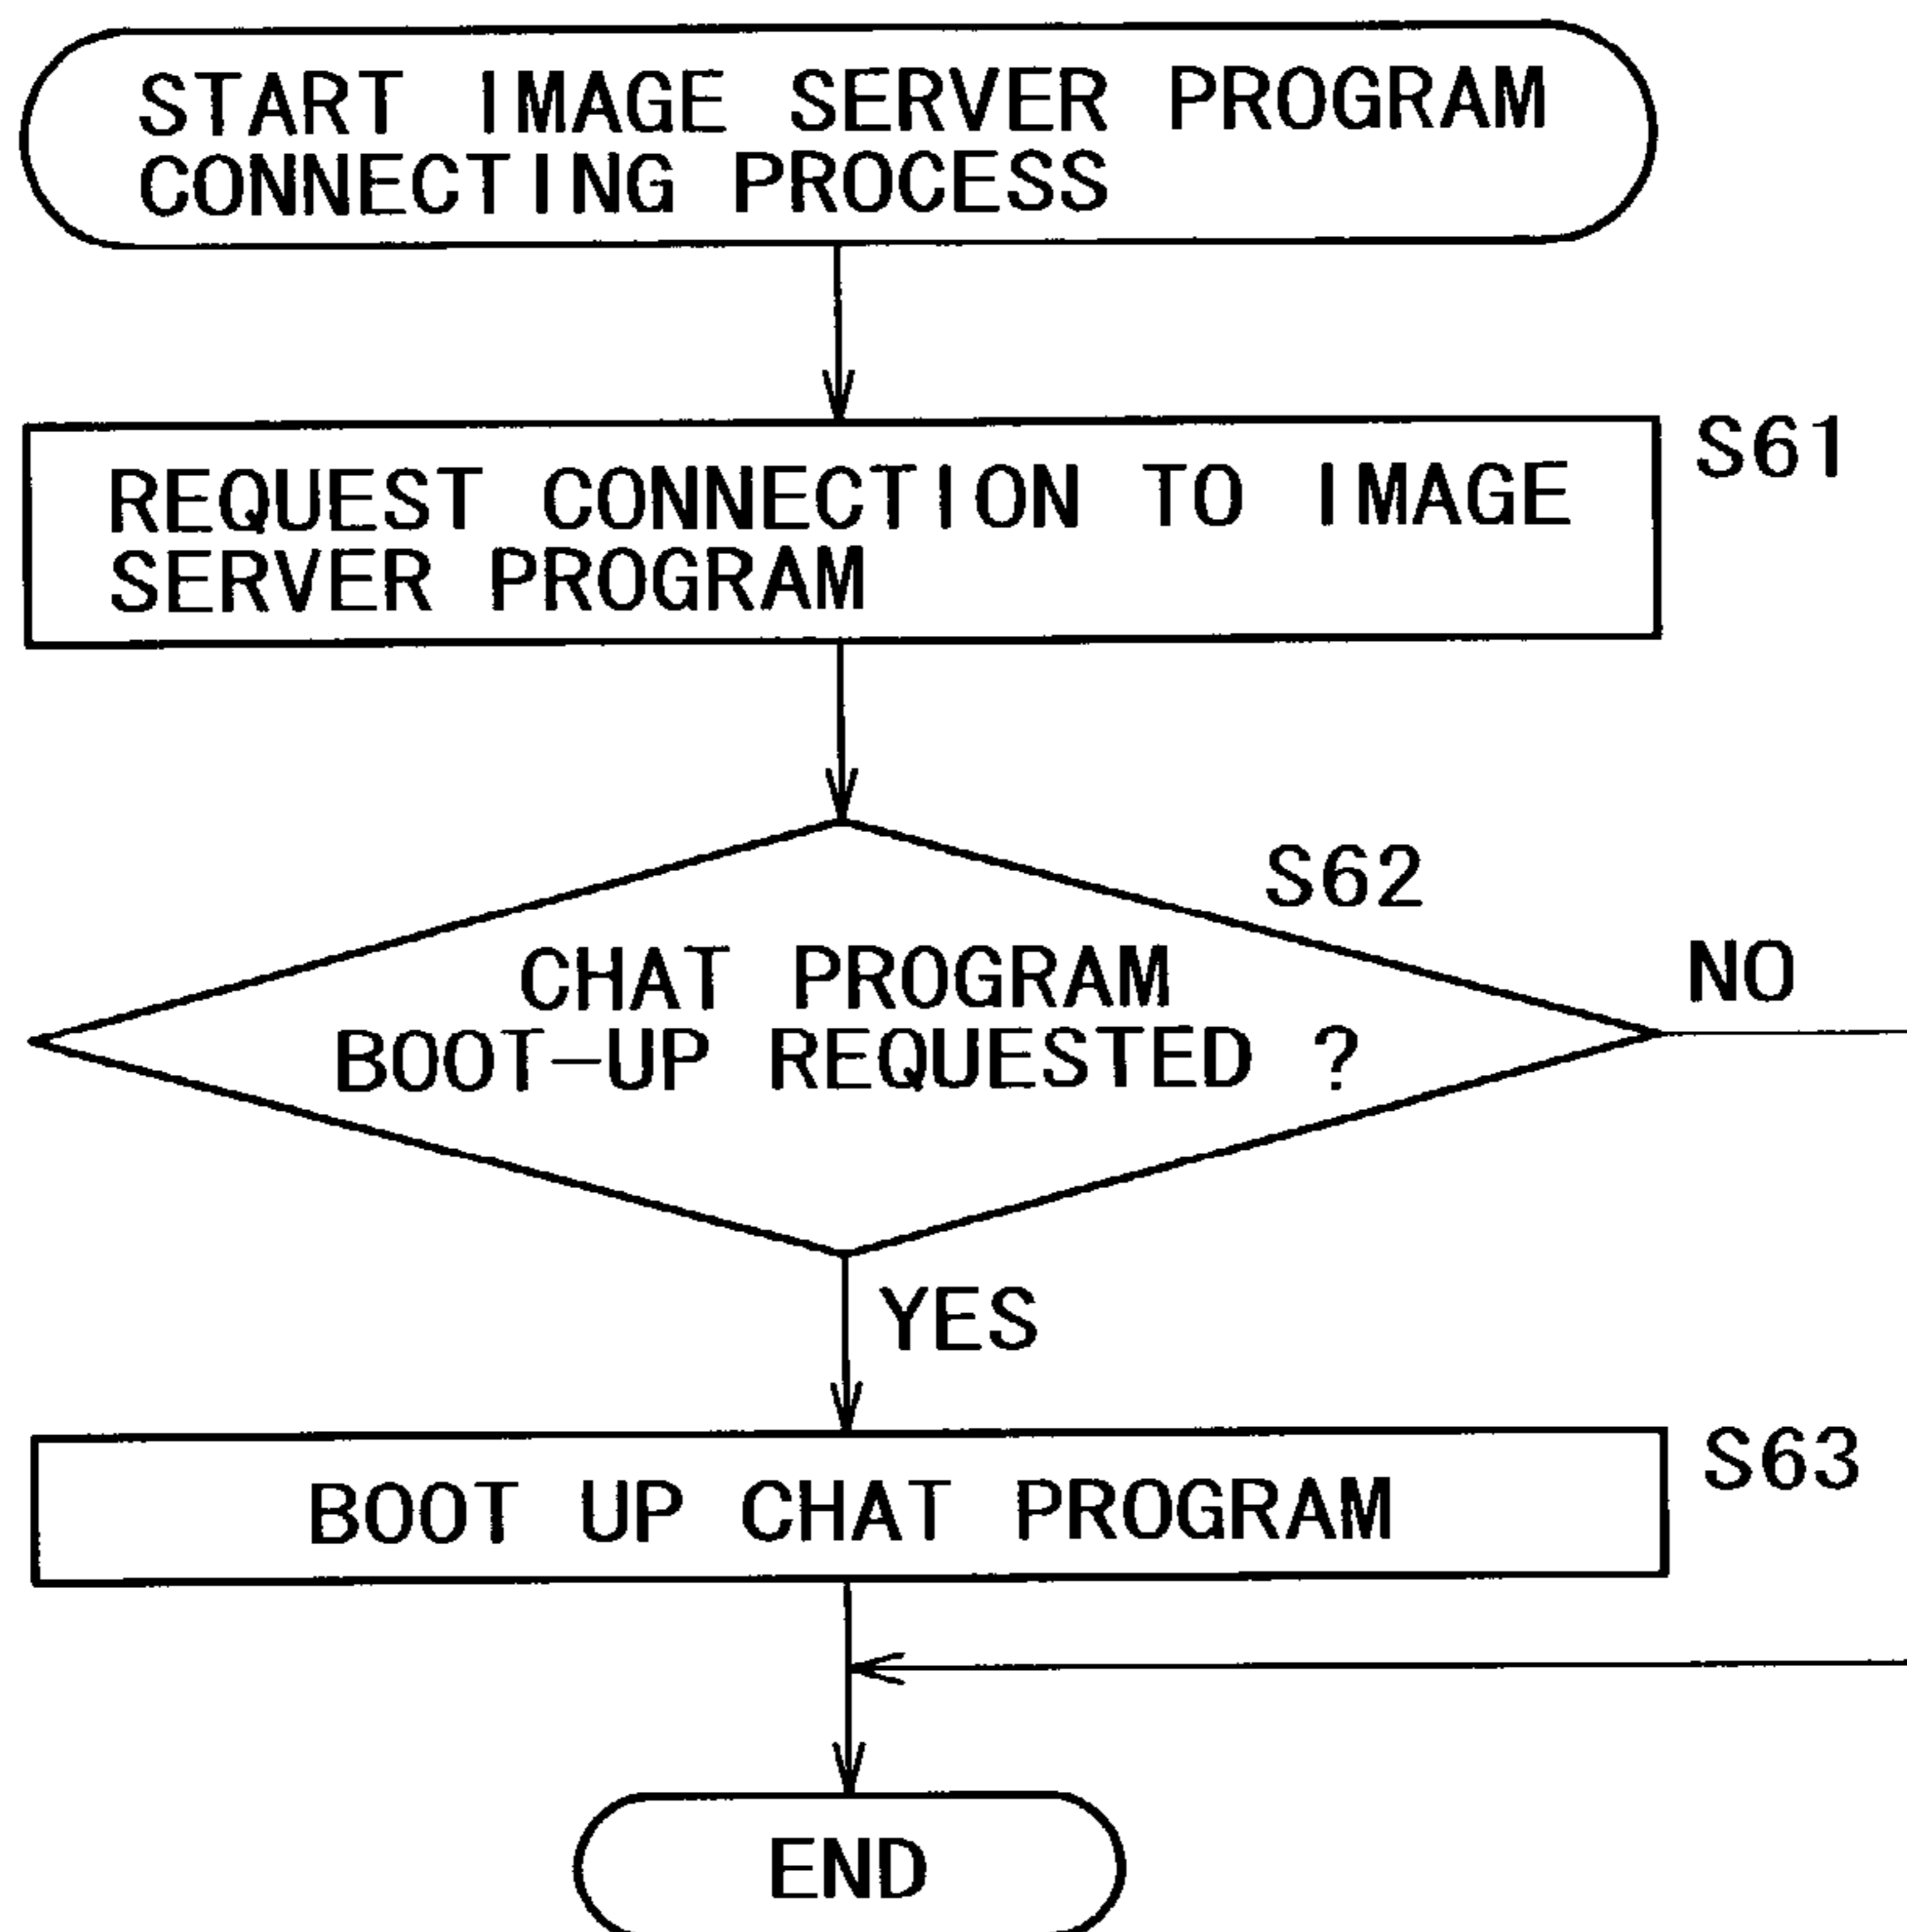 START IMAGE SERVER PROGRAM
CONNECTING PROCESS
REQUEST CONNECTION TO IMAGE
SERVER PROGRAM
S61
S62
CHAT PROGRAM
BOOT-UP REQUESTED ?
NO
YES
BOOT UP CHAT PROGRAM
S63
END